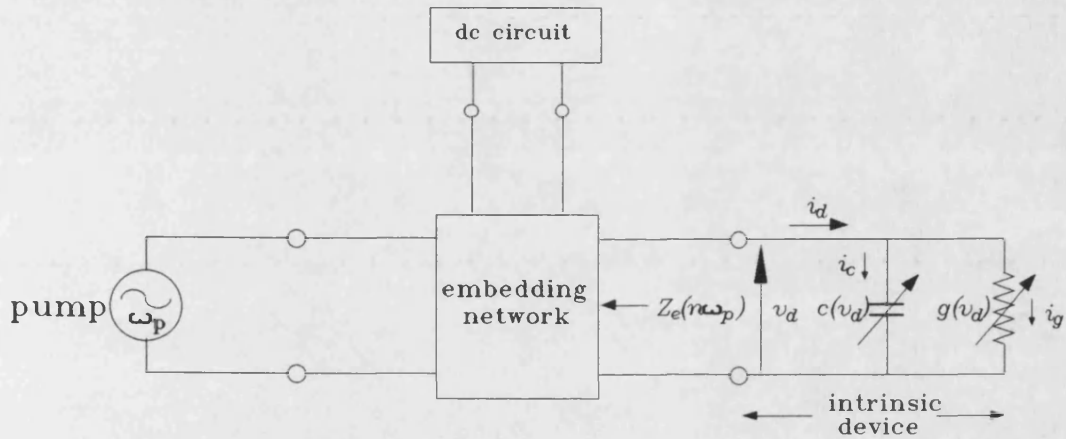 dc circuit
i_d
i_c
pump
ω_p
embedding
network
Z_e(nω_p)
v_d
c(v_d)
g(v_d)
i_g
intrinsic
device